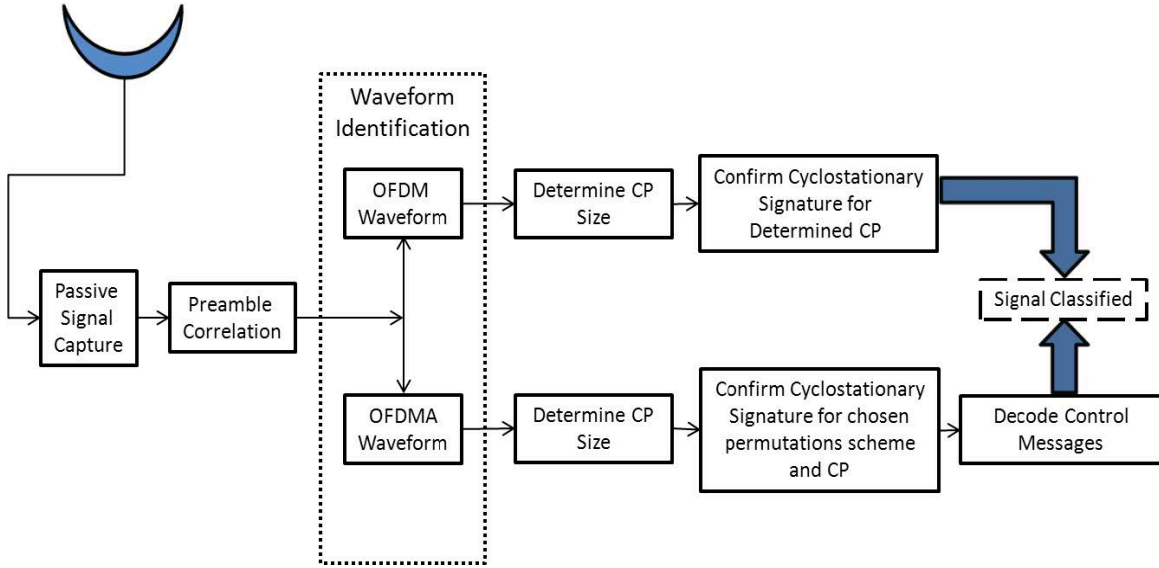 Waveform
Identification
OFDM
Waveform
Determine CP
Size
Confirm Cyclostationary
Signature for
Determined CP
Passive
Signal
Capture
Preamble
Correlation
Signal Classified
OFDMA
Waveform
Determine CP
Size
Confirm Cyclostationary
Signature for chosen
permutations scheme
and CP
Decode Control
Messages